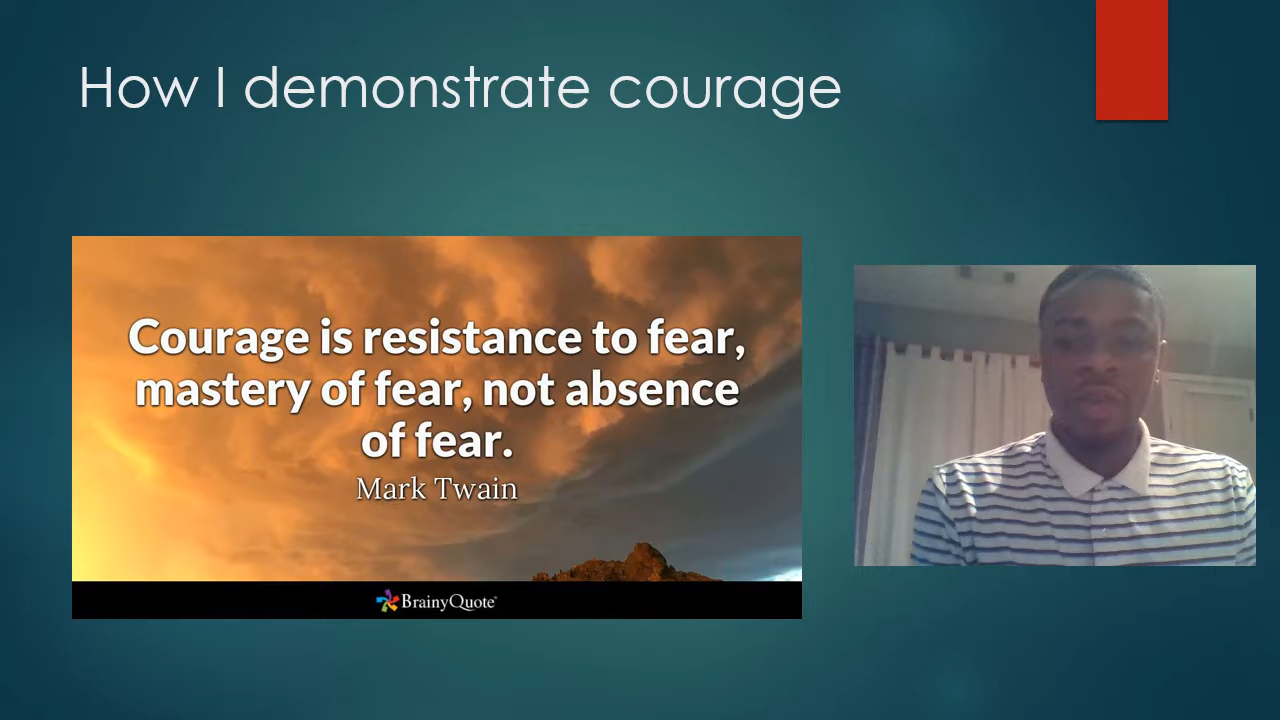 How I demonstrate courage
Courage is resistance to fear,
mastery of fear, not absence
of fear.
Mark Twain
BrainyQuote®